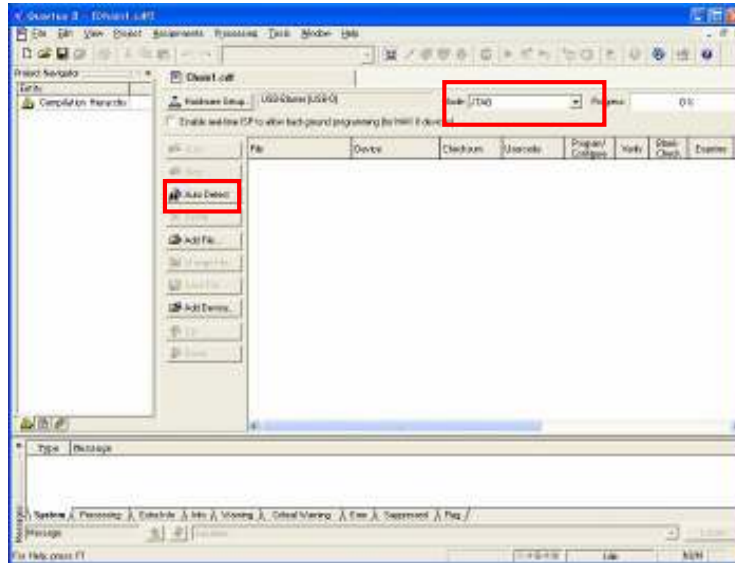 Quartus II - [Chain1.cdf]
File Edit View Project Assignments Processing Tools Window Help
Project Navigator
Entity
Compilation Hierarchy
Chain1.cdf
Hardware Setup... USB-Blaster [USB-0]
Mode: JTAG
Progress: 0 %
Enable real-time ISP to allow background programming (for MAX II devices)
File Device Checksum Usercode Program/ Configure Verify Blank- Check Examine
Auto Detect
Add File...
Add Device...
Type Message
System Processing Extra Info Info Warning Critical Warning Error Suppressed Flag
Message
Location
For Help, press F1
Idle NUM